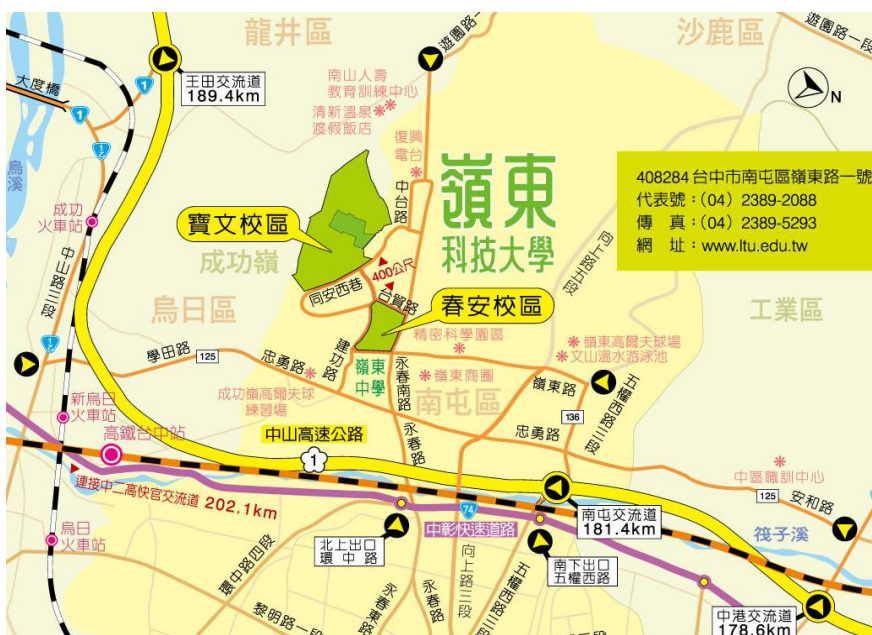 龍井區
沙鹿區
遊園路一段
遊園路一段
王田交流道
189.4km
大度橋
1
1
1乙
南山人壽
教育訓練中心
清新溫泉
渡假飯店
復興
電台
N
烏溪
中台路
嶺東
科技大學
408284 台中市南屯區嶺東路一號
代表號:(04) 2389-2088
傳 真:(04) 2389-5293
網 址:www.ltu.edu.tw
成功
火車站
寶文校區
成功嶺
400公尺
向上路五段
中山路三段
同安西巷
台貿路
春安校區
烏日區
工業區
精密科學園區
嶺東高爾夫球場
文山溫水游泳池
建功路
嶺東
中學
永春南路
學田路
125
忠勇路
嶺東商圈
嶺東路
五權西路三段
成功嶺高爾夫球
練習場
南屯區
136
新烏日
火車站
高鐵台中站
中山高速公路
1
永春路
忠勇路
中區職訓中心
125
安和路
連接中二高快官交流道 202.1km
74
中彰快速道路
南屯交流道
181.4km
筏子溪
烏日
火車站
北上出口
環中路
南下出口
五權西路
環中路四段
黎明路一段
永春東路
永春路
向上路三段
五權西路
中港交流道
178.6km